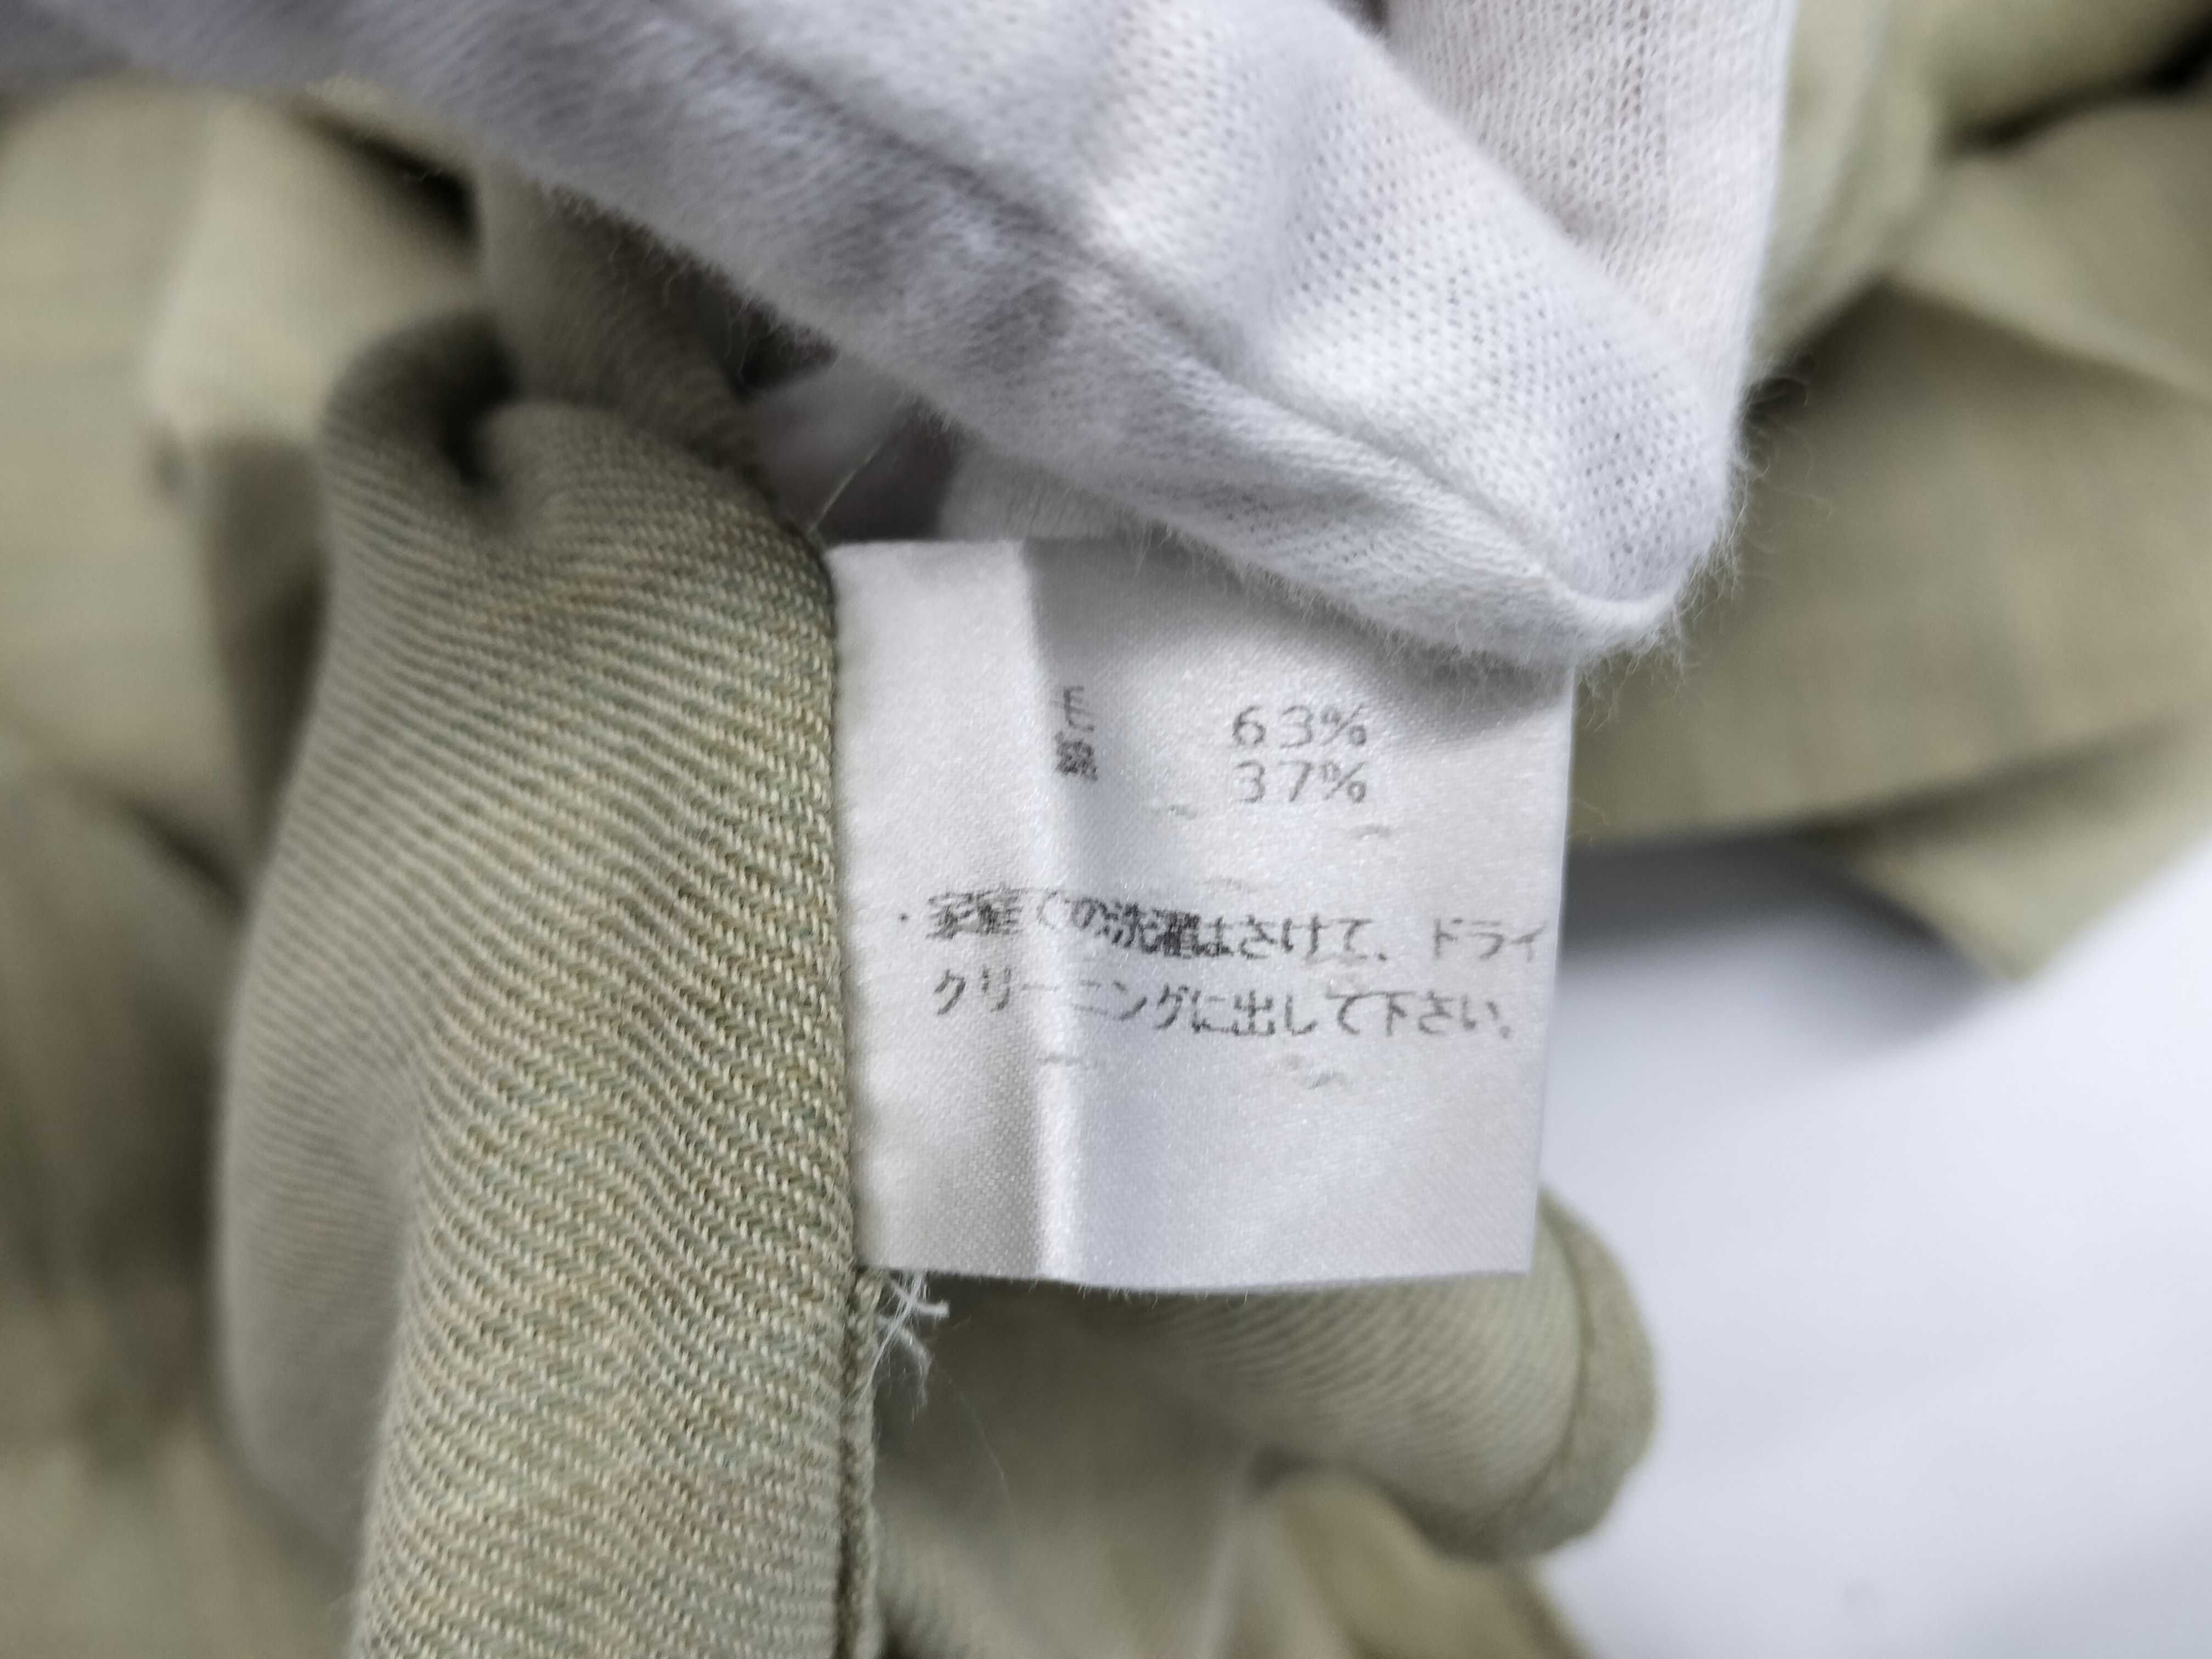 毛 63%
綿 37%
・家庭での洗濯はさけて、ドライ
クリーニングに出して下さい。